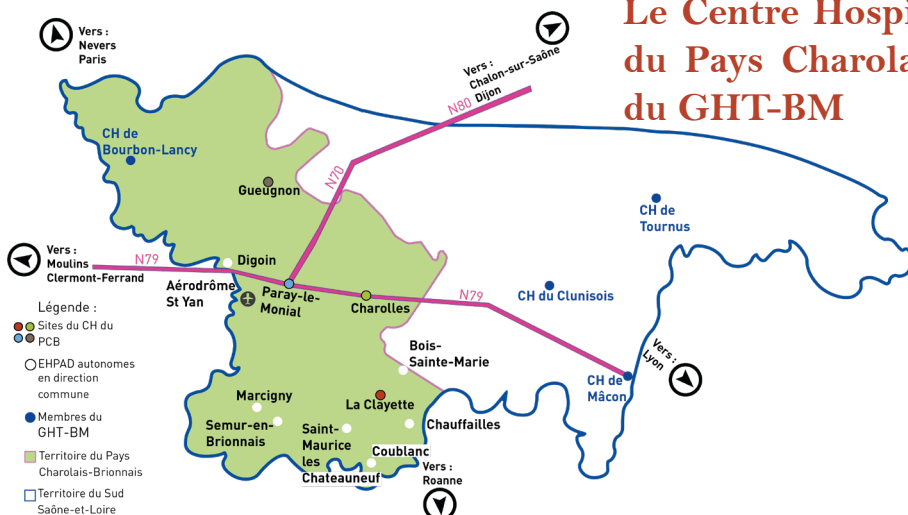 Le Centre Hospi
du Pays Charola
du GHT-BM
Vers :
Nevers
Paris
Vers :
Chalon-sur-Saône
Dijon
N80
N70
CH de
Bourbon-Lancy
Gueugnon
CH de
Tournus
Vers :
Moulins
Clermont-Ferrand
N79
Digoin
Aérodrôme
St Yan
Paray-le-
Monial
Charolles
N79
CH du Clunisois
Légende :
Sites du CH du
PCB
EHPAD autonomes
en direction
commune
Membres du
GHT-BM
Territoire du Pays
Charolais-Brionnais
Territoire du Sud
Saône-et-Loire
Bois-
Sainte-Marie
Vers :
Lyon
CH de
Mâcon
Marcigny
La Clayette
Semur-en-
Brionnais
Saint-
Maurice
les
Chateauneuf
Chauffailles
Coublanc
Vers :
Roanne